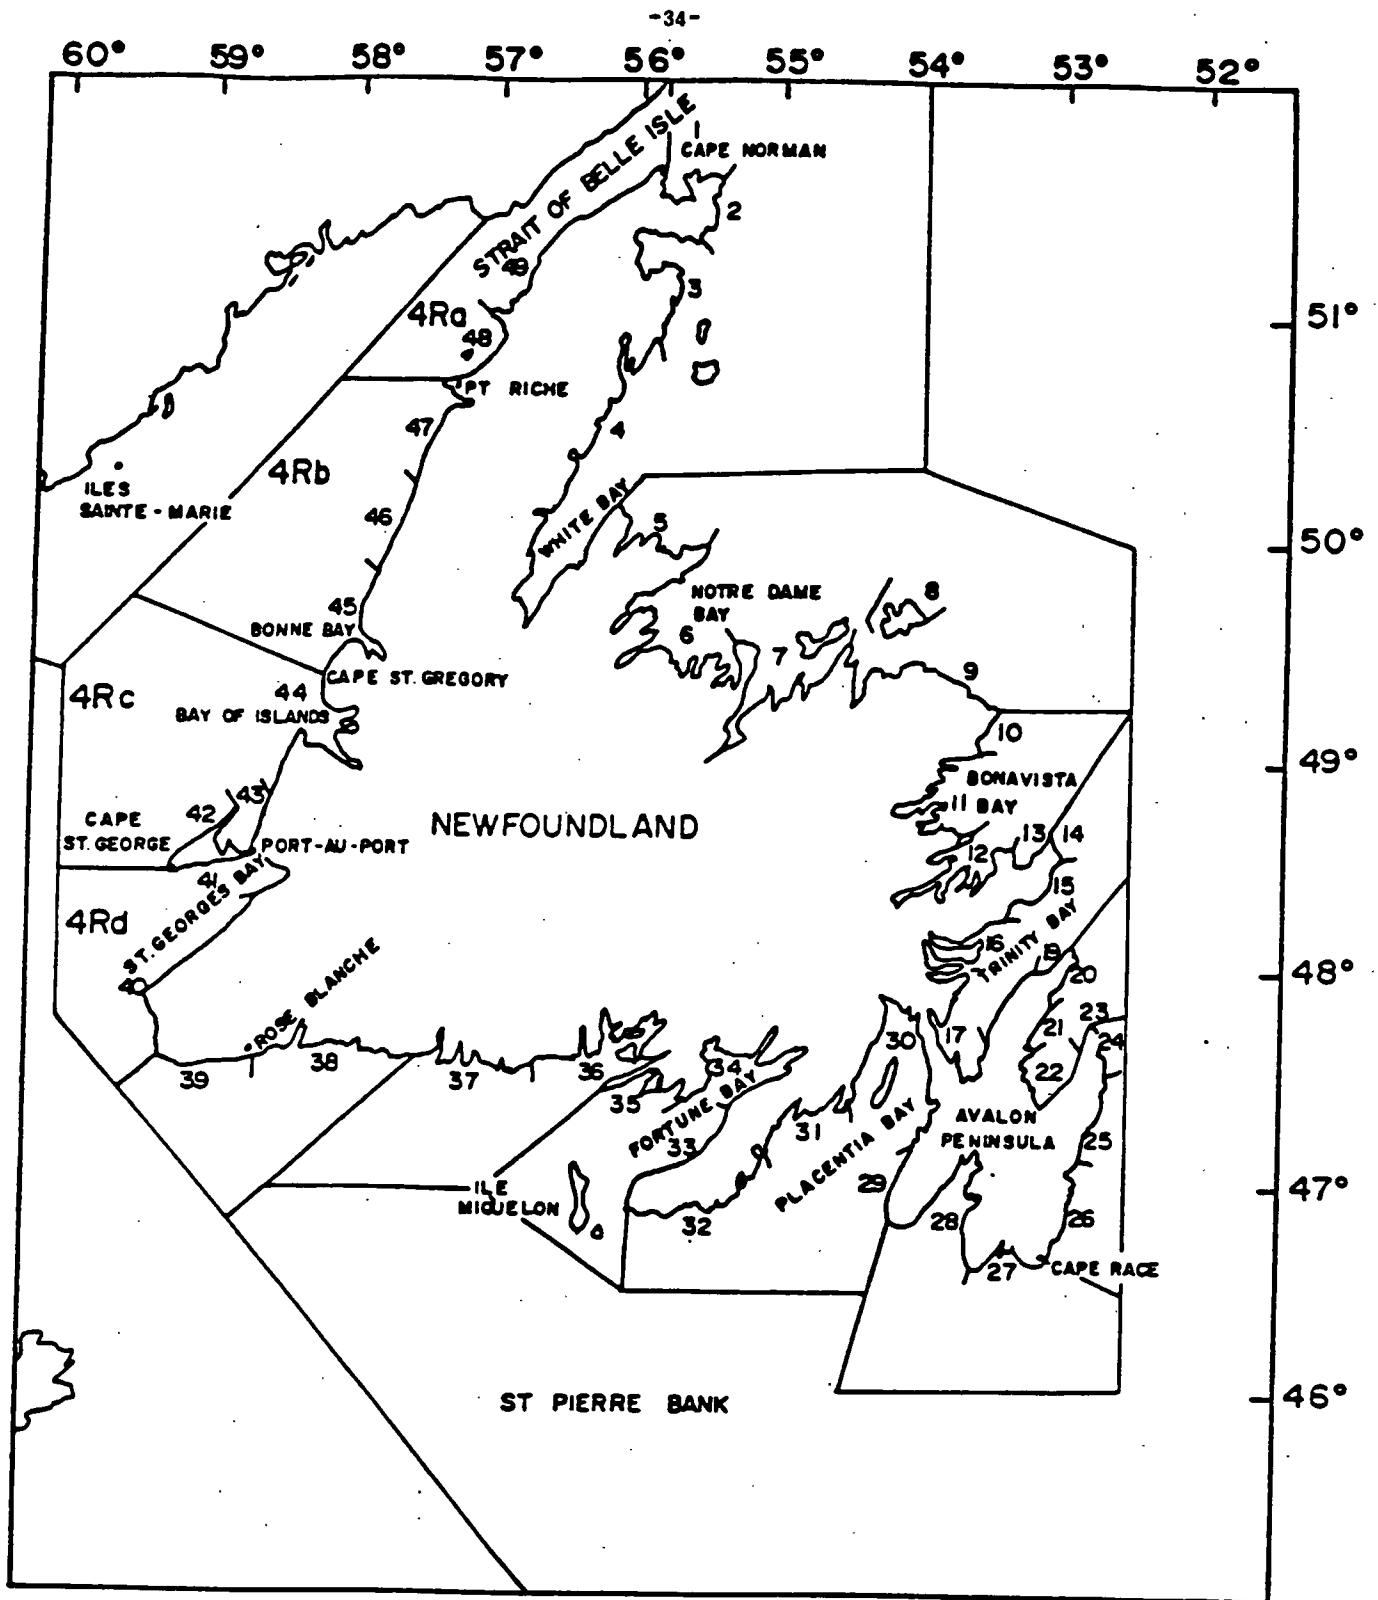 -34-
60° 59° 58° 57° 56° 55° 54° 53° 52°
STRAIT OF BELLE ISLE
1
CAPE NORMAN
2
49
3
4Ra
51°
48
PT RICHE
47
4
4Rb
ILES
SAINTE-MARIE
46
WHITE BAY
5
50°
NOTRE DAME
BAY
8
45
BONNE BAY
6
7
9
CAPE ST. GREGORY
4Rc
44
BAY OF ISLANDS
10
49°
BONAVISTA
BAY
11
43
42
CAPE
ST. GEORGE
NEWFOUNDLAND
13
14
PORT-AU-PORT
12
41
15
4Rd
ST. GEORGES BAY
TRINITY BAY
16
19
48°
20
40
ROSE BLANCHE
23
21
17
30
24
38
34
22
39
37
36
35
FORTUNE BAY
31
AVALON
PENINSULA
25
33
PLACENTIA BAY
29
47°
ILE
MIQUELON
32
28
26
27
CAPE RACE
ST PIERRE BANK
46°